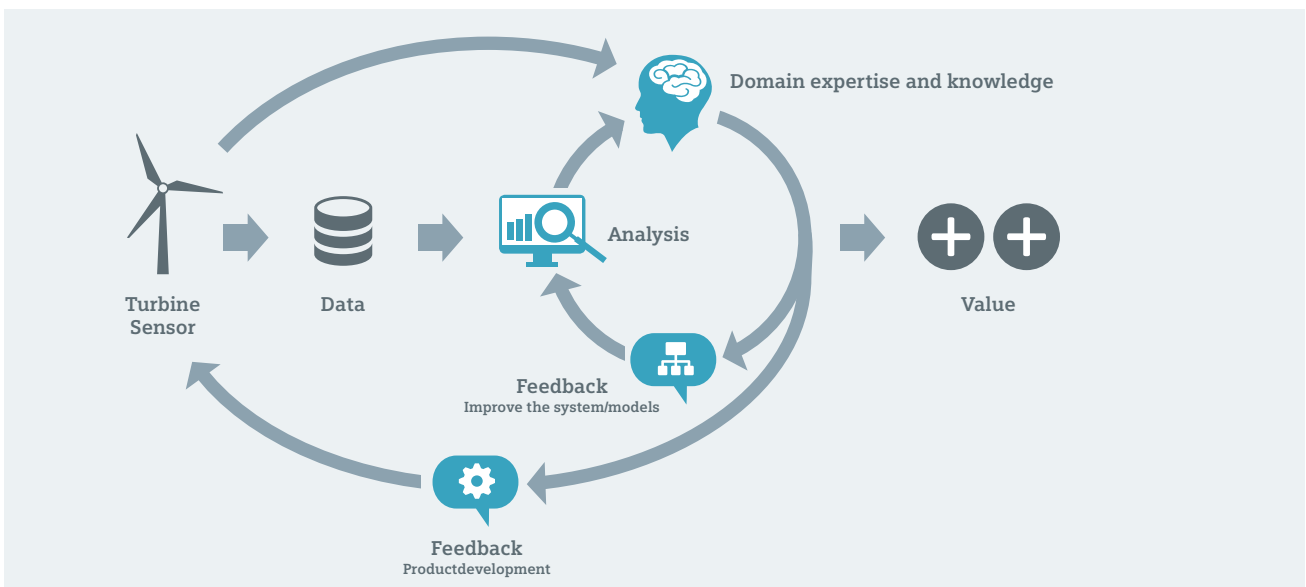 Domain expertise and knowledge
Analysis
Turbine
Sensor
Data
Value
Feedback
Improve the system/models
Feedback
Productdevelopment